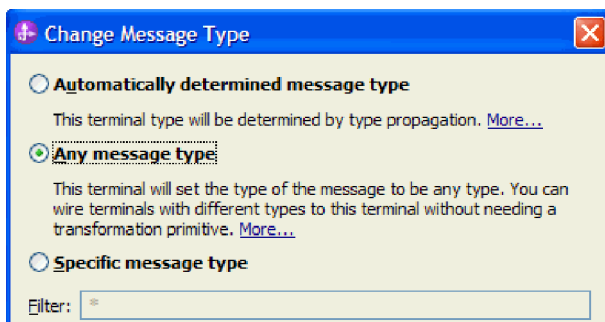 Change Message Type
Automatically determined message type
This terminal type will be determined by type propagation. More...
Any message type
This terminal will set the type of the message to be any type. You can
wire terminals with different types to this terminal without needing a
transformation primitive. More...
Specific message type
Filter: *